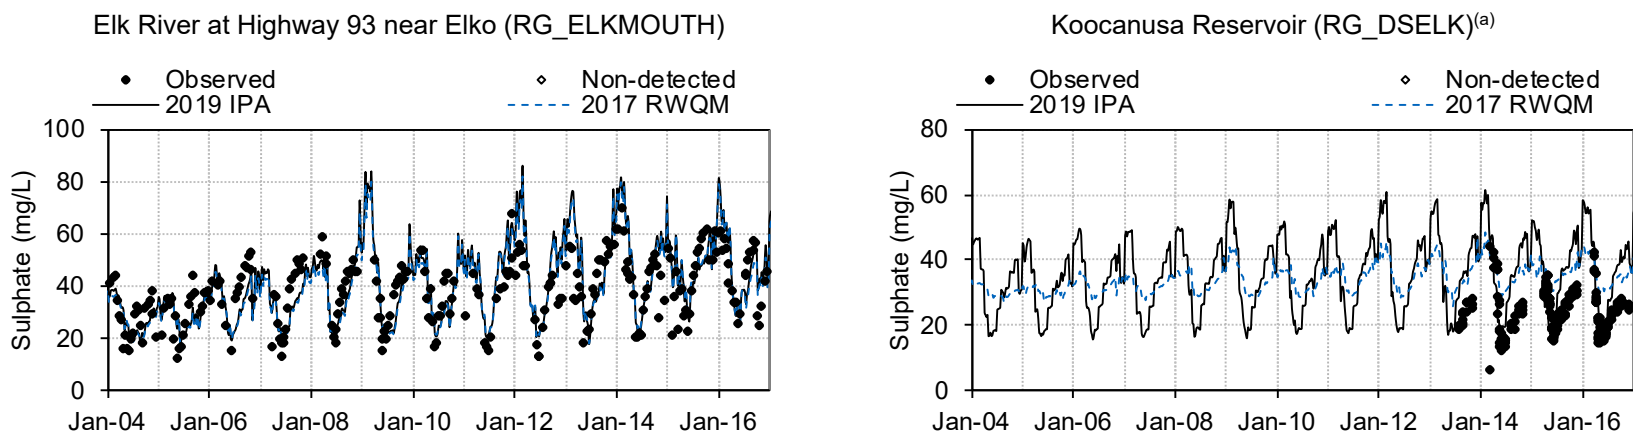 Elk River at Highway 93 near Elko (RG_ELKMOUTH)
Observed
Non-detected
2019 IPA
2017 RWQM
Sulphate (mg/L)
100
80
60
40
20
0
Jan-04 Jan-06 Jan-08 Jan-10 Jan-12 Jan-14 Jan-16
Koocanusa Reservoir (RG_DSELK)(a)
Observed
Non-detected
2019 IPA
2017 RWQM
Sulphate (mg/L)
80
60
40
20
0
Jan-04 Jan-06 Jan-08 Jan-10 Jan-12 Jan-14 Jan-16